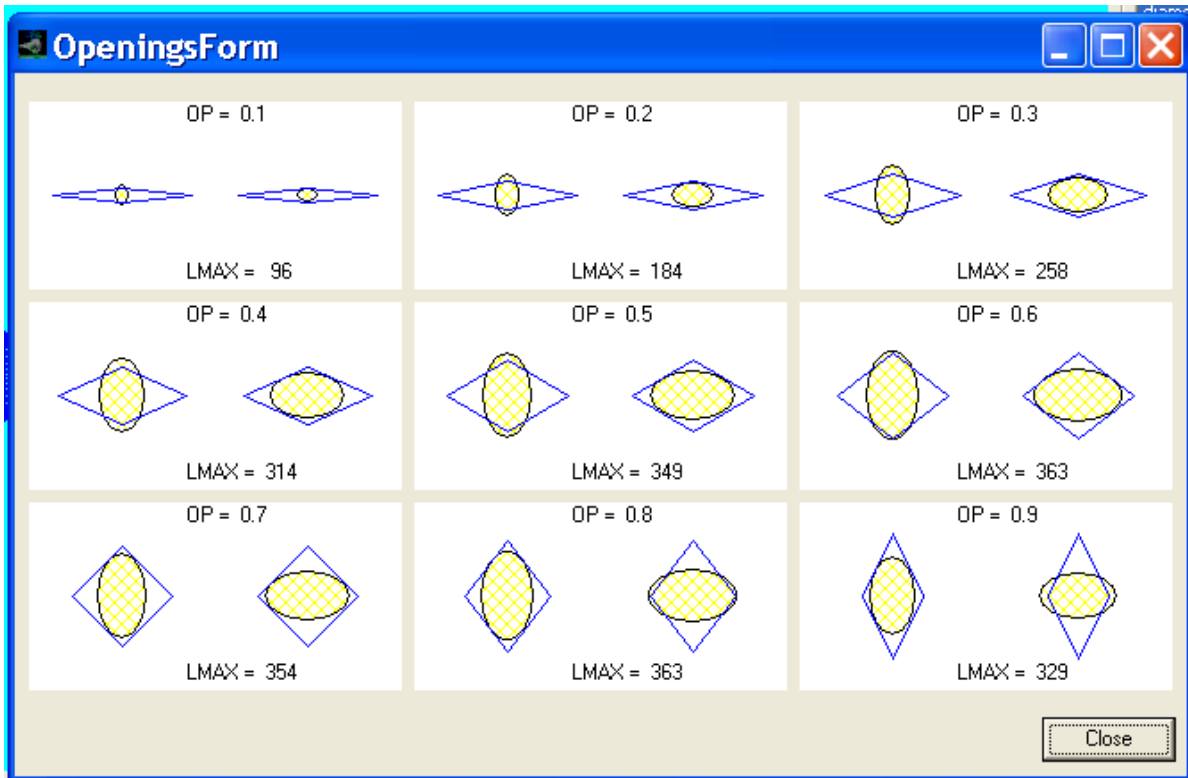 OpeningsForm
OP = 0.1
LMAX = 96
OP = 0.2
LMAX = 184
OP = 0.3
LMAX = 258
OP = 0.4
LMAX = 314
OP = 0.5
LMAX = 349
OP = 0.6
LMAX = 363
OP = 0.7
LMAX = 354
OP = 0.8
LMAX = 363
OP = 0.9
LMAX = 329
Close